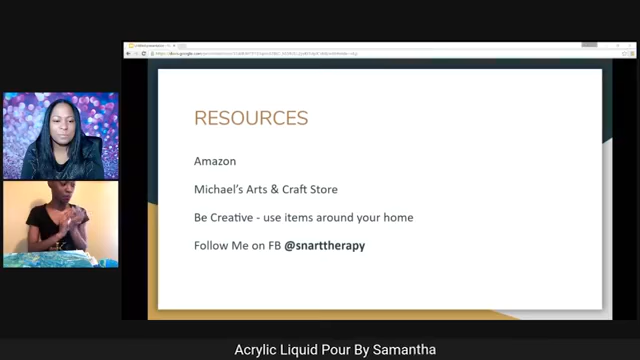 RESOURCES
Amazon
Michael's Arts & Craft Store
Be Creative - use items around your home
Follow Me on FB @snarttherapy
Acrylic Liquid Pour By Samantha